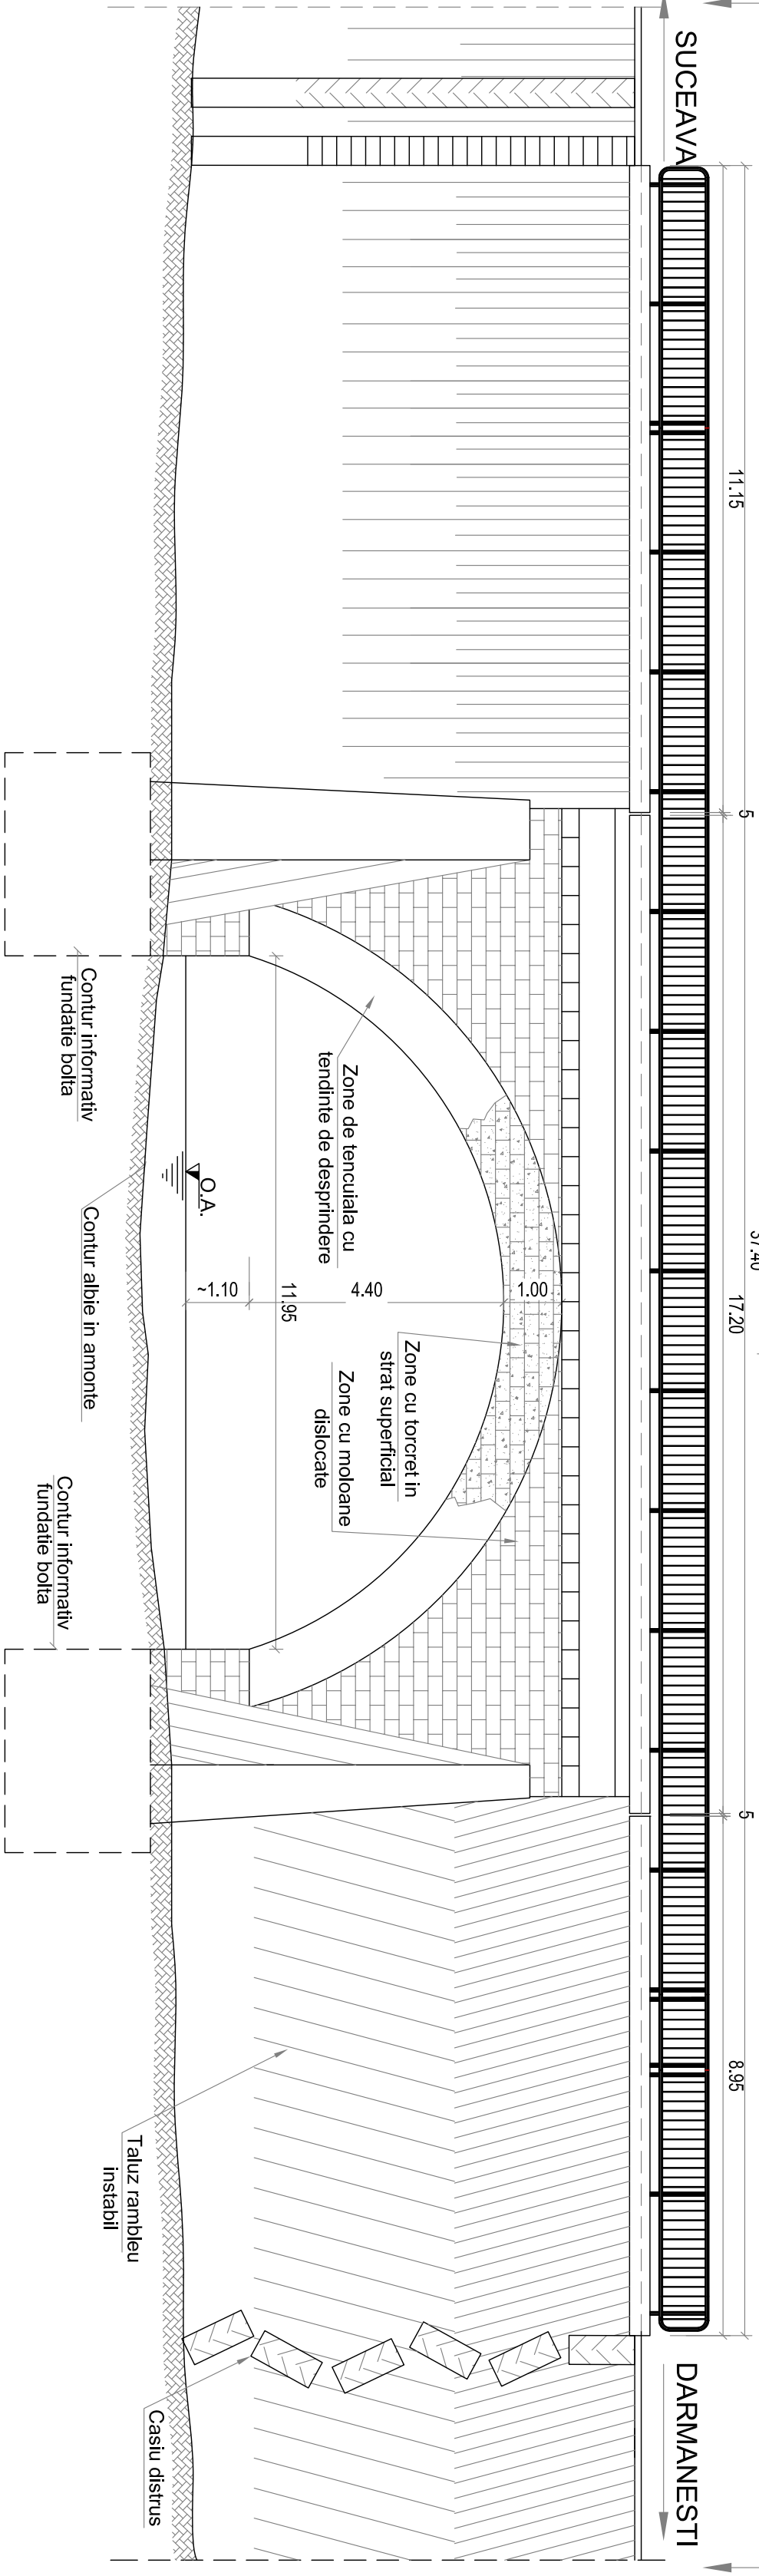 SUCEAVA
DARMANESTI
37.40
11.15
5
17.20
5
8.95
1.00
4.40
11.95
~1.10
O.A.
Zone de tencuiala cu
tendinte de desprindere
Zone cu torcret in
strat superficial
Zone cu moloane
dislocate
Contur informativ
fundatie bolta
Contur albie in amonte
Contur informativ
fundatie bolta
Taluz rambleu
instabil
Casiu distrus